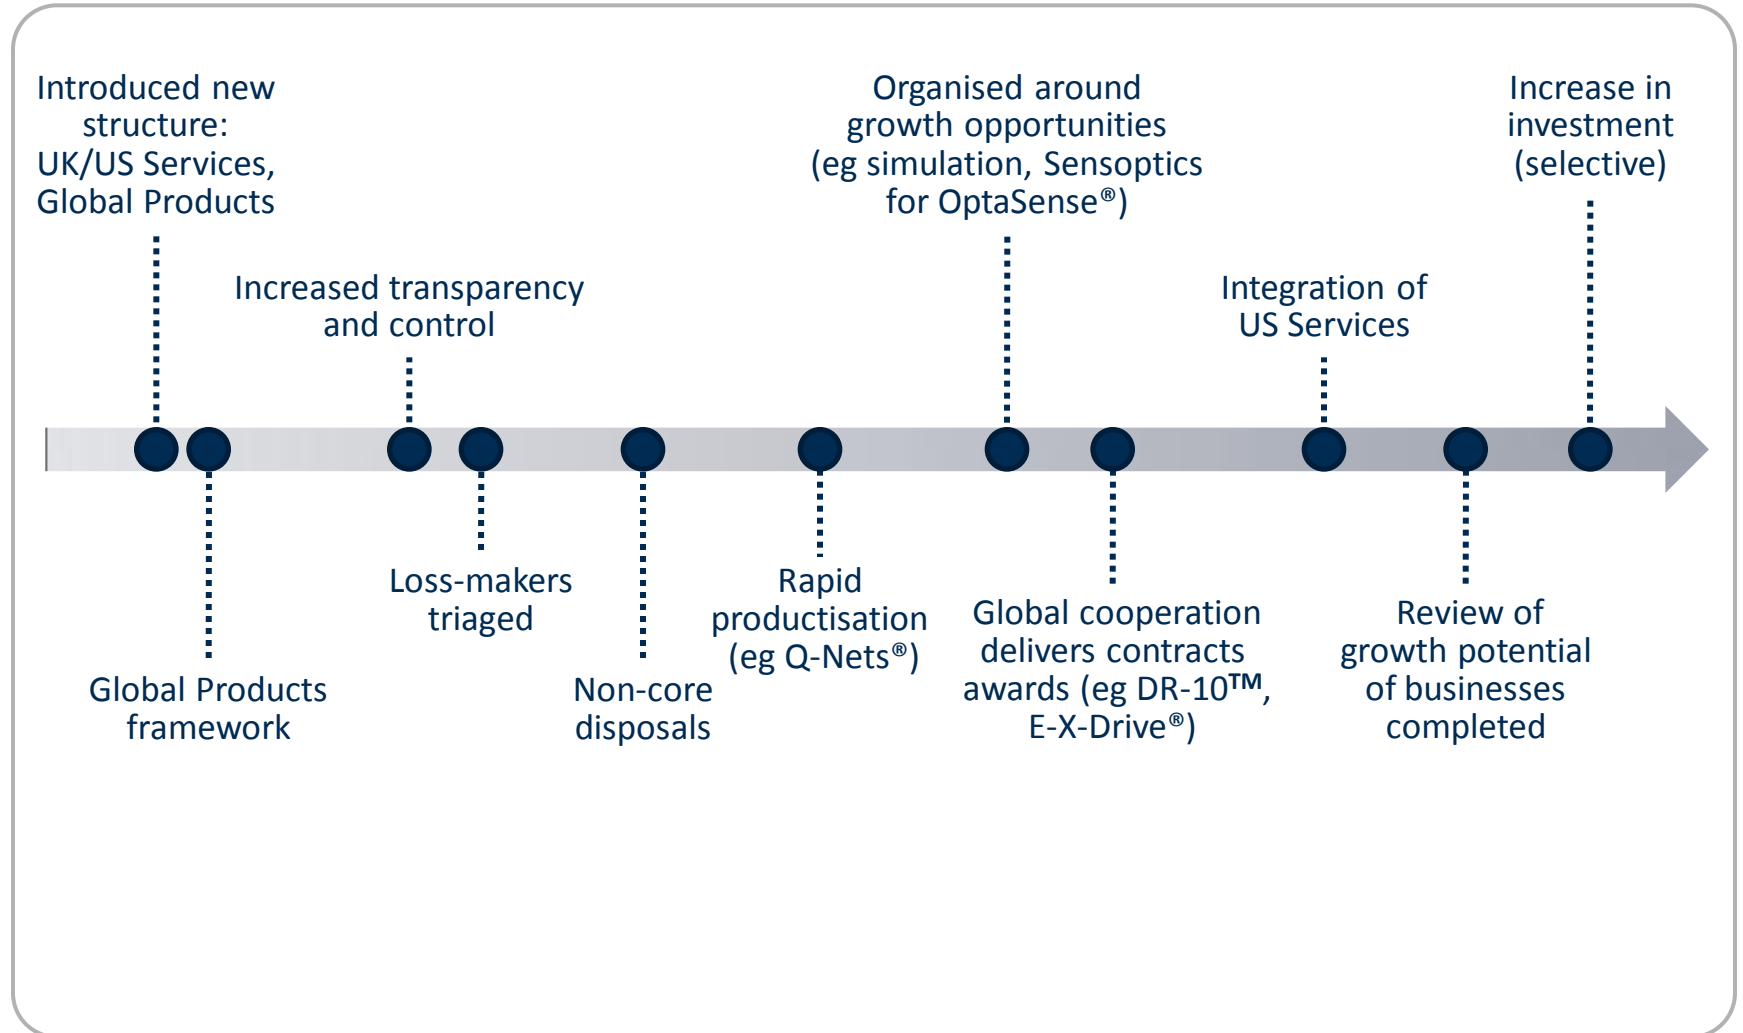 Introduced new
structure:
UK/US Services,
Global Products
Global Products
framework
Increased transparency
and control
Loss-makers
triaged
Non-core
disposals
Rapid
productisation
(eg Q-Nets®)
Organised around
growth opportunities
(eg simulation, Sensoptics
for OptaSense®)
Global cooperation
delivers contracts
awards (eg DR-10™,
E-X-Drive®)
Integration of
US Services
Review of
growth potential
of businesses
completed
Increase in
investment
(selective)